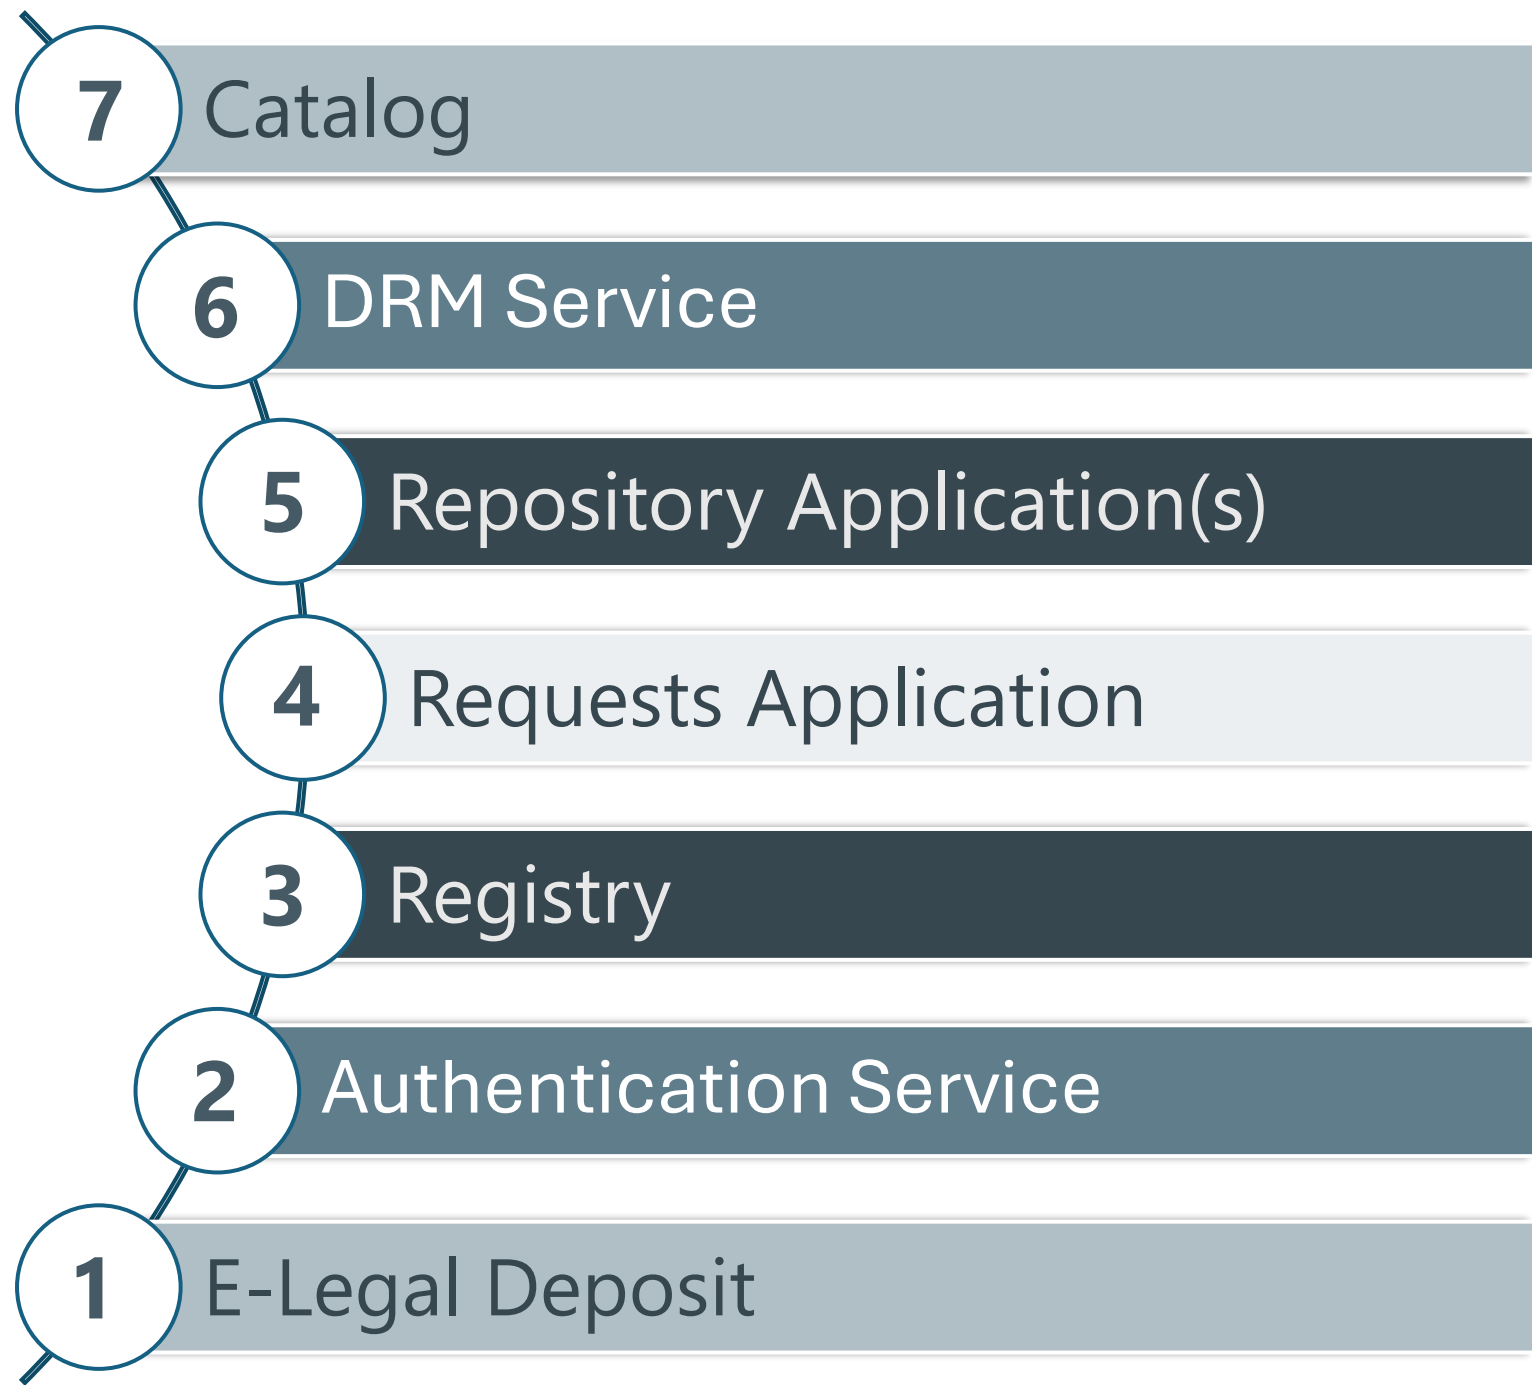 7 Catalog
6 DRM Service
5 Repository Application(s)
4 Requests Application
3 Registry
2 Authentication Service
1 E-Legal Deposit